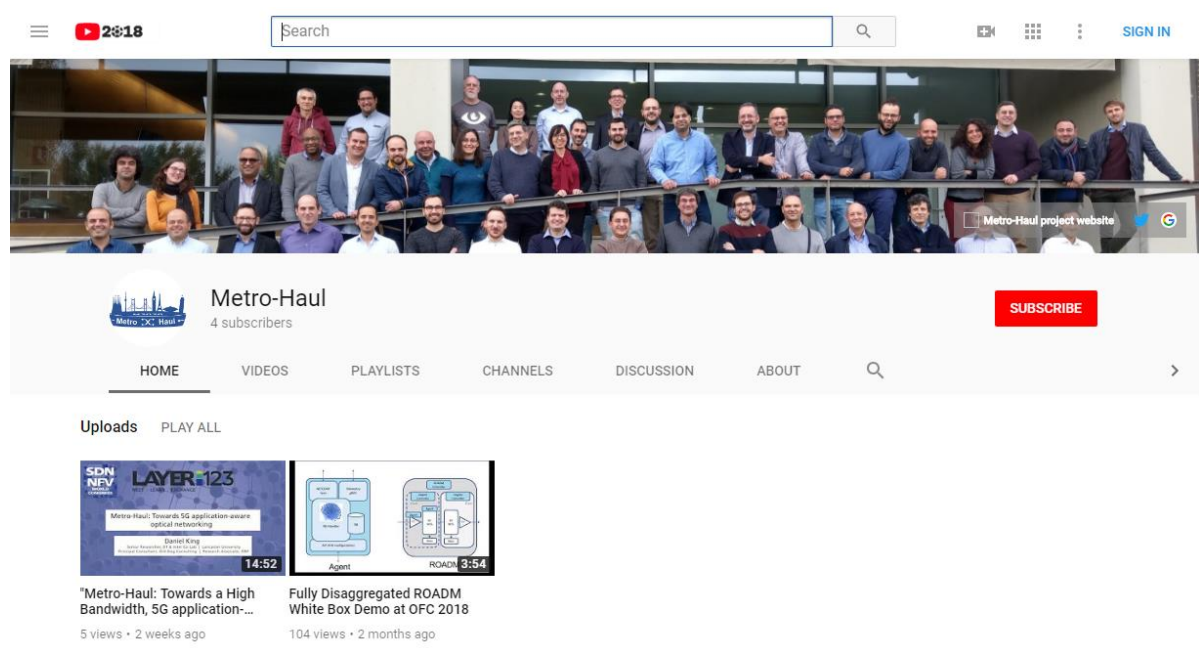 2018
Search
SIGN IN
Metro-Haul project website
Metro Haul
Metro-Haul
4 subscribers
SUBSCRIBE
HOME VIDEOS PLAYLISTS CHANNELS DISCUSSION ABOUT
Uploads PLAY ALL
SDN
NFV
LAYER123
Metro-Haul: Towards 5G application-aware
optical networking
Daniel King
14:52
Agent
ROADM
3:54
"Metro-Haul: Towards a High
Bandwidth, 5G application-...
5 views • 2 weeks ago
Fully Disaggregated ROADM
White Box Demo at OFC 2018
104 views • 2 months ago